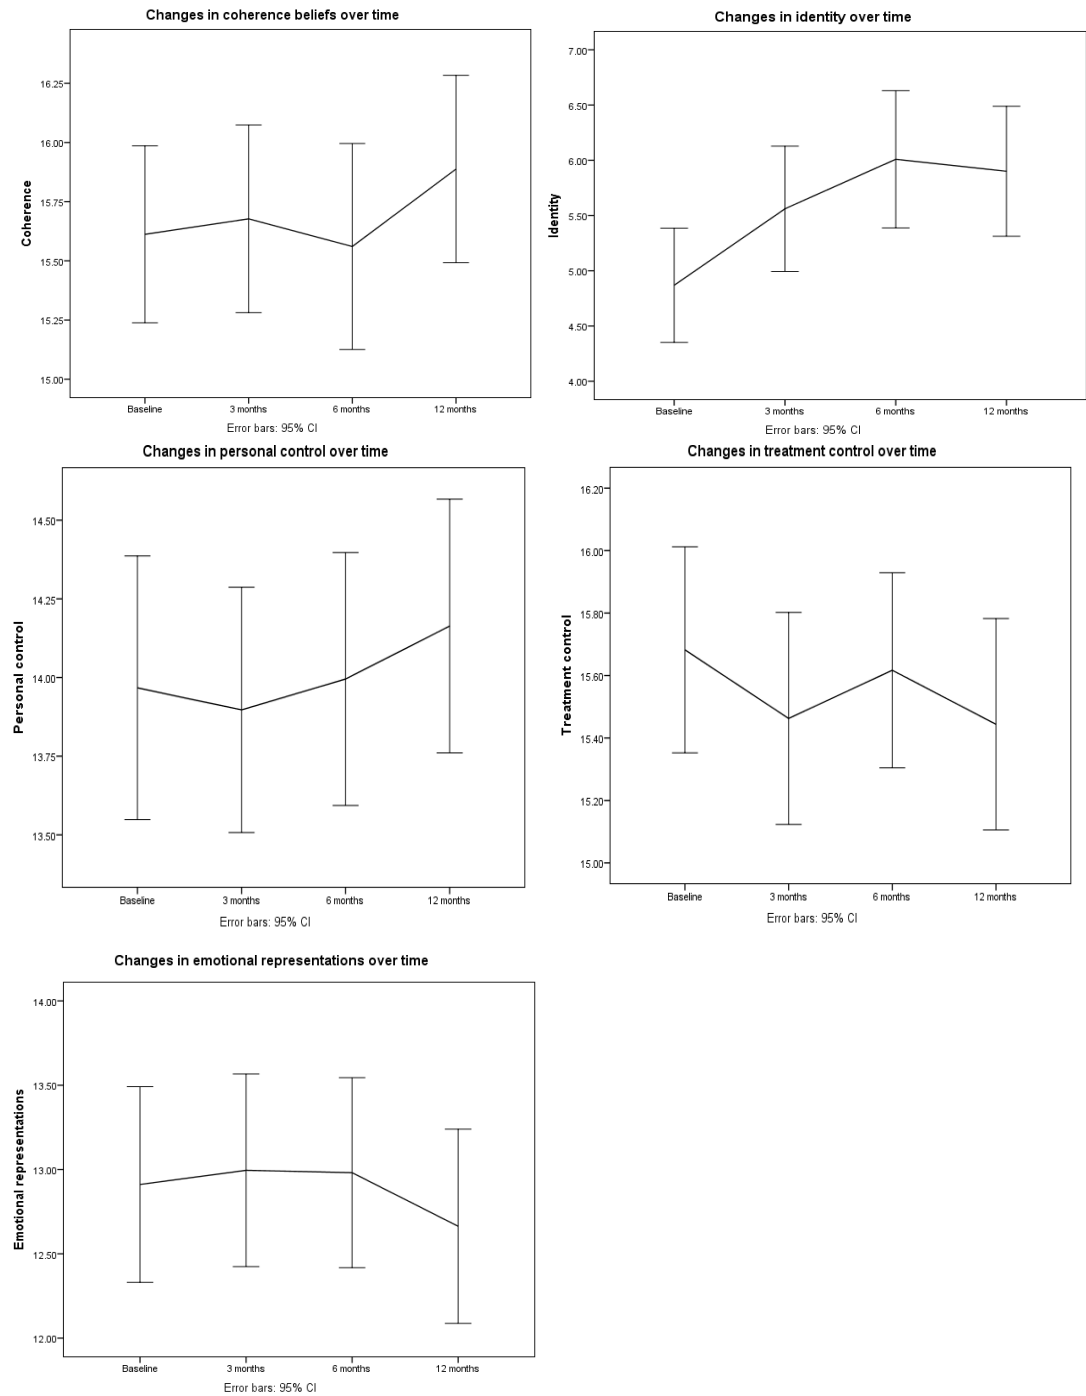 Changes in coherence beliefs over time
16.25
16.00
15.75
15.50
15.25
15.00
Coherence
Baseline 3 months 6 months 12 months
Error bars: 95% CI
Changes in identity over time
7.00
6.50
6.00
5.50
5.00
4.50
4.00
Identity
Baseline 3 months 6 months 12 months
Error bars: 95% CI
Changes in personal control over time
14.50
14.25
14.00
13.75
13.50
Personal control
Baseline 3 months 6 months 12 months
Error bars: 95% CI
Changes in treatment control over time
16.20
16.00
15.80
15.60
15.40
15.20
15.00
Treatment control
Baseline 3 months 6 months 12 months
Error bars: 95% CI
Changes in emotional representations over time
14.00
13.50
13.00
12.50
12.00
Emotional representations
Baseline 3 months 6 months 12 months
Error bars: 95% CI